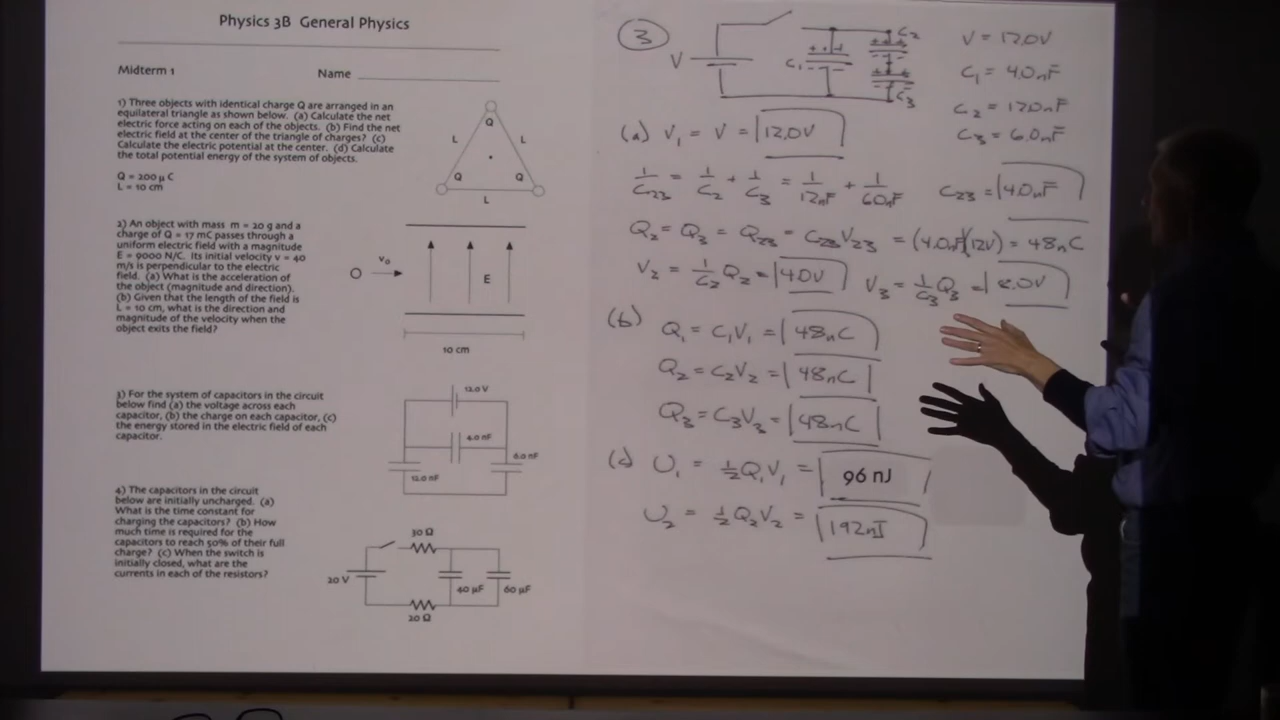 Physics 3B General Physics
Midterm 1
Name
1) Three objects with identical charge Q are arranged in an
equilateral triangle as shown below. (a) Calculate the net
electric force acting on each of the objects. (b) Find the net
electric field at the center of the triangle of charges? (c)
Calculate the electric potential at the center. (d) Calculate
the total potential energy of the system of objects.
Q = 200 μ C
L = 10 cm
Q
L
L
Q
Q
L
2) An object with mass m = 20 g and a
charge of Q = 17 mC passes through a
uniform electric field with a magnitude
E = 9000 N/C. Its initial velocity v = 40
m/s is perpendicular to the electric
field. (a) What is the acceleration of
the object (magnitude and direction).
(b) Given that the length of the field is
L = 10 cm, what is the direction and
magnitude of the velocity when the
object exits the field?
v₀
E
10 cm
3) For the system of capacitors in the circuit
below find (a) the voltage across each
capacitor, (b) the charge on each capacitor, (c)
the energy stored in the electric field of each
capacitor.
12.0 V
4.0 nF
6.0 nF
12.0 nF
4) The capacitors in the circuit
below are initially uncharged. (a)
What is the time constant for
charging the capacitors? (b) How
much time is required for the
capacitors to reach 50% of their full
charge? (c) When the switch is
initially closed, what are the
currents in each of the resistors?
30 Ω
20 V
40 μF
60 μF
20 Ω
3
V
C₁
C₂
C₃
V = 12.0V
C₁ = 4.0nF
C₂ = 12.0nF
C₃ = 6.0nF
(a) V₁ = V = 12.0V
1/C₂₃ = 1/C₂ + 1/C₃ = 1/12nF + 1/6.0nF C₂₃ = 4.0nF
Q₂ = Q₃ = Q₂₃ = C₂₃V₂₃ = (4.0nF)(12V) = 48nC
V₂ = 1/C₂ Q₂ = 4.0V V₃ = 1/C₃ Q₃ = 8.0V
(b) Q₁ = C₁V₁ = 48nC
Q₂ = C₂V₂ = 48nC
Q₃ = C₃V₃ = 48nC
(c) U₁ = ½Q₁V₁ = 96 nJ
U₂ = ½Q₂V₂ = 192nJ